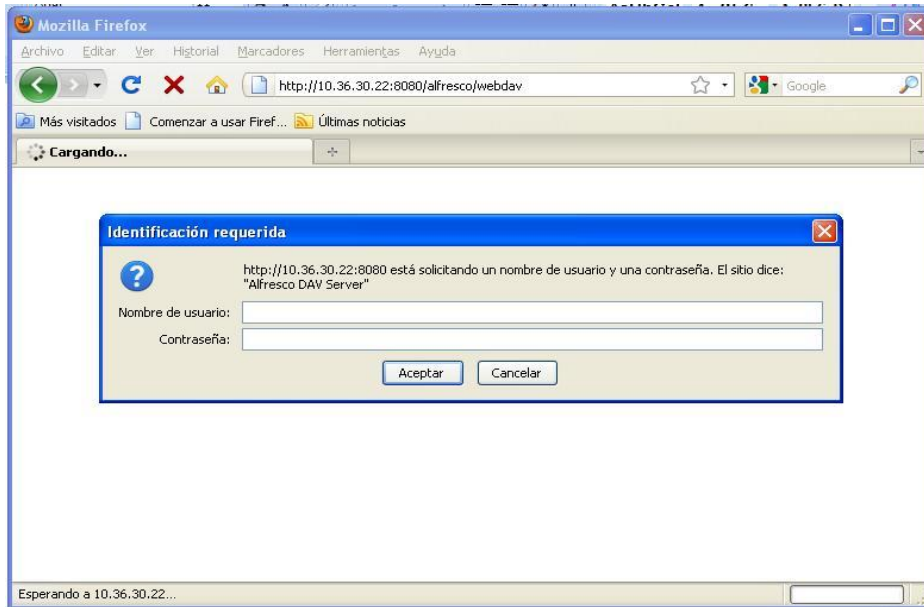 Mozilla Firefox
Archivo Editar Ver Historial Marcadores Herramientas Ayuda
http://10.36.30.22:8080/alfresco/webdav
Google
Más visitados Comenzar a usar Firef... Últimas noticias
Cargando...
Identificación requerida
http://10.36.30.22:8080 está solicitando un nombre de usuario y una contraseña. El sitio dice:
"Alfresco DAV Server"
Nombre de usuario:
Contraseña:
Aceptar Cancelar
Esperando a 10.36.30.22...